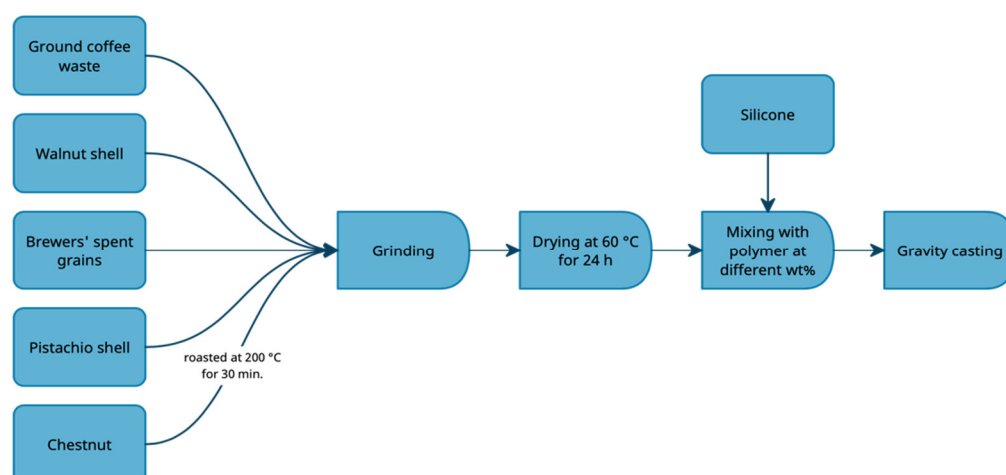 Ground coffee
waste
Walnut shell
Brewers' spent
grains
Pistachio shell
roasted at 200 °C
for 30 min.
Chestnut
Grinding
Drying at 60 °C
for 24 h
Silicone
Mixing with
polymer at
different wt%
Gravity casting